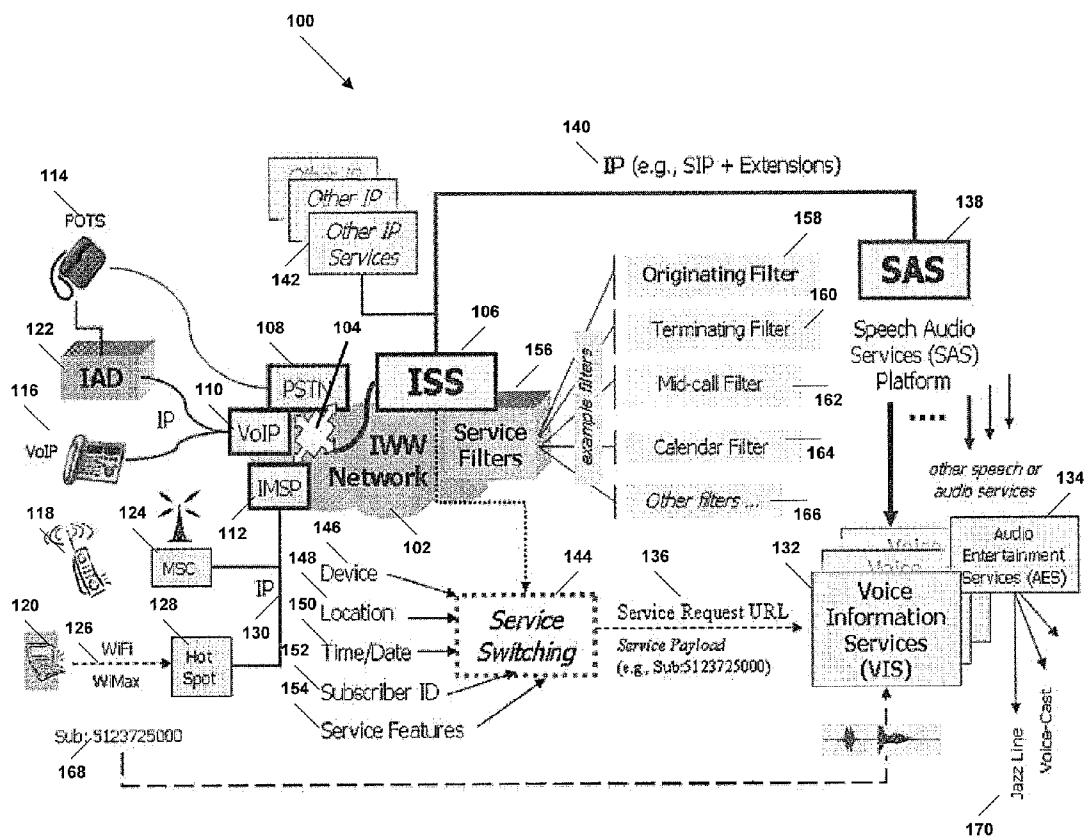 100
140
IP (e.g., SIP + Extensions)
114
POTS
Other IP
Other IP
Other IP
Services
142
158
138
Originating Filter
SAS
160
122
108
104
106
Terminating Filter
Speech Audio
Services (SAS)
Platform
156
IAD
116
110
PSTN
ISS
Mid-call Filter
162
IP
VoIP
IWW
Network
Service
Filters
example filters
VoIP
Calendar Filter
164
other speech or
audio services
134
IMSP
118
124
112
146
102
Other filters ...
166
132
Voice
Voice
Audio
Entertainment
Services (AES)
MSC
148
Device
144
136
IP
120
128
150
Location
Service
Switching
Service Request URL
Voice
Information
Services
(VIS)
126
130
WiFi
WiMax
Hot
Spot
152
Time/Date
Service Payload
(e.g., Sub:5123725000)
154
Subscriber ID
Service Features
Sub: 5123725000
168
Jazz Line
Voice-Cast
170